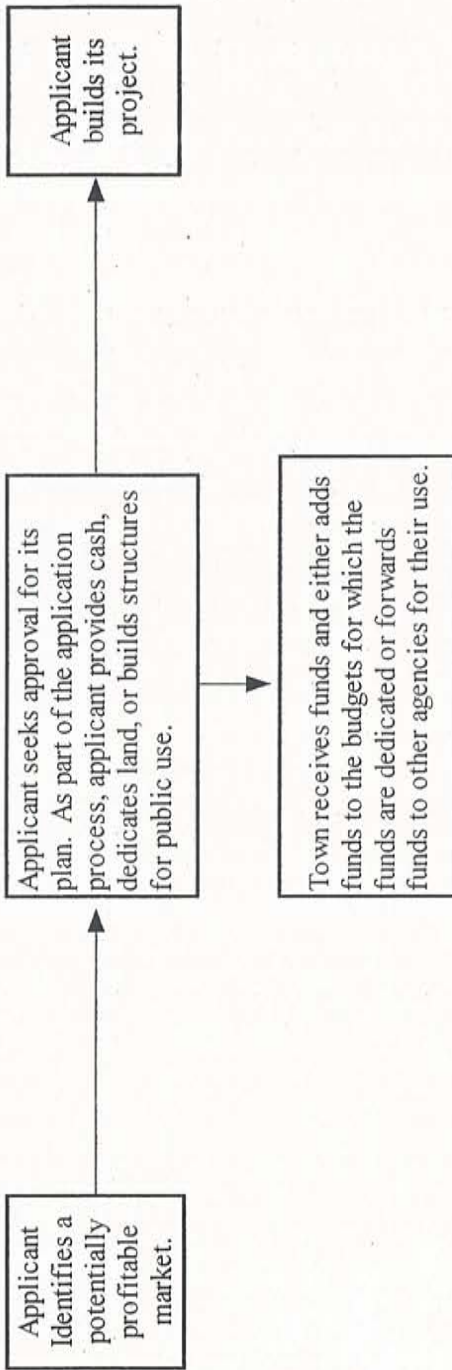 Applicant
Identifies a
potentially
profitable
market.
Applicant seeks approval for its
plan. As part of the application
process, applicant provides cash,
dedicates land, or builds structures
for public use.
Applicant
builds its
project.
Town receives funds and either adds
funds to the budgets for which the
funds are dedicated or forwards
funds to other agencies for their use.